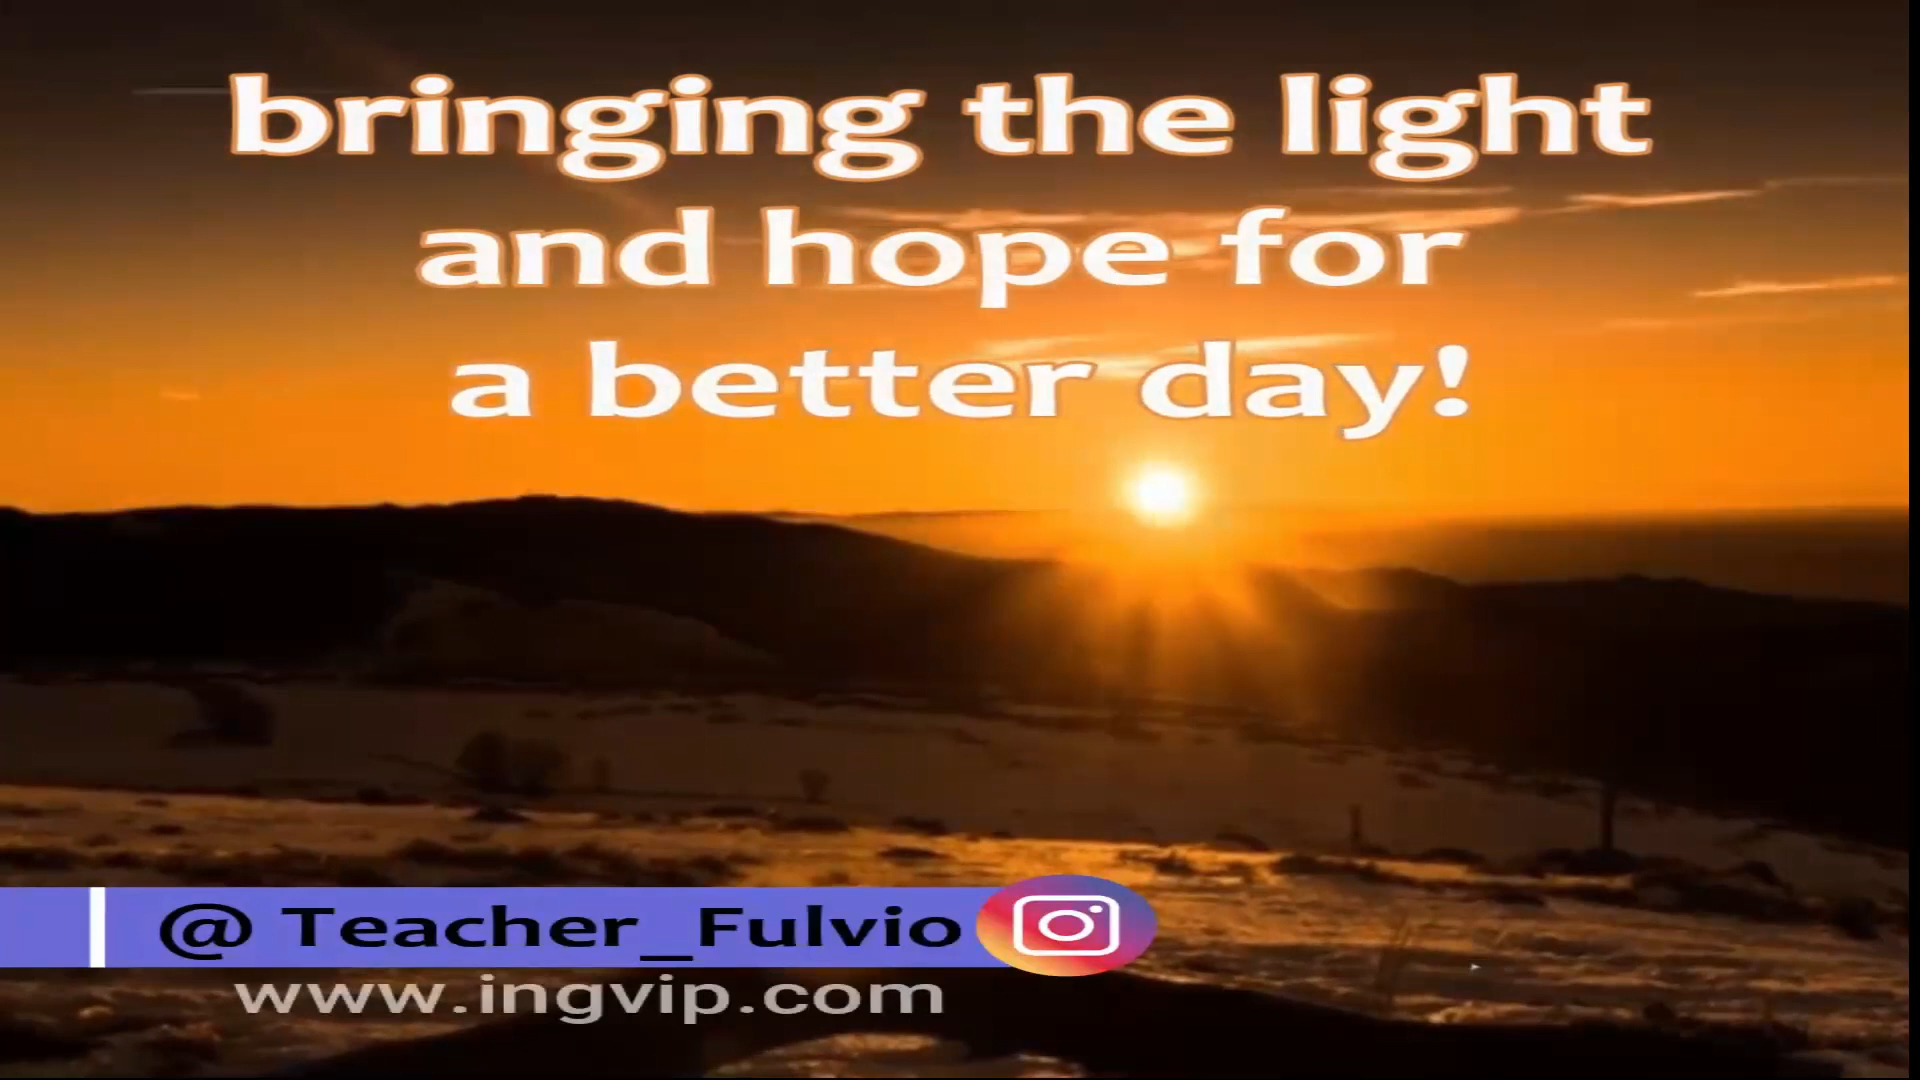 bringing the light
and hope for
a better day!
@ Teacher_Fulvio
www.ingvip.com